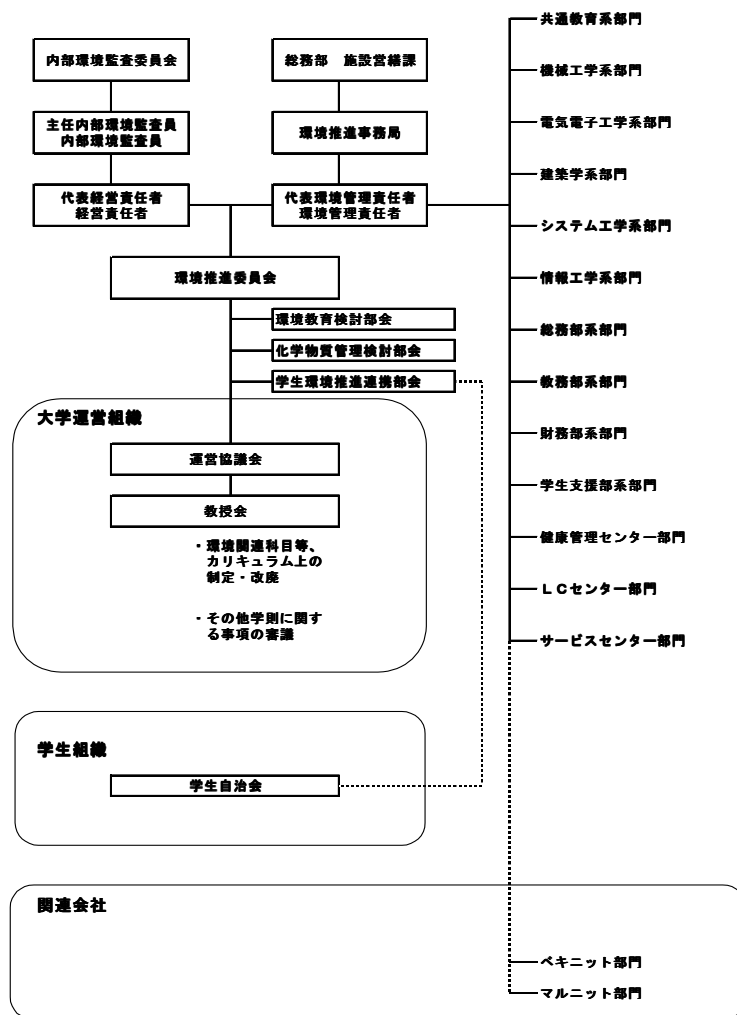 内部環境監査委員会
総務部　施設営繕課
主任内部環境監査員
内部環境監査員
環境推進事務局
代表経営責任者
経営責任者
代表環境管理責任者
環境管理責任者
環境推進委員会
環境教育検討部会
化学物質管理検討部会
学生環境推進連携部会
大学運営組織
運営協議会
教授会
・環境関連科目等、
カリキュラム上の
制定・改廃
・その他学則に関す
る事項の審議
学生組織
学生自治会
関連会社
共通教育系部門
機械工学系部門
電気電子工学系部門
建築学系部門
システム工学系部門
情報工学系部門
総務部系部門
教務部系部門
財務部系部門
学生支援部系部門
健康管理センター部門
ＬＣセンター部門
サービスセンター部門
ベキニット部門
マルニット部門